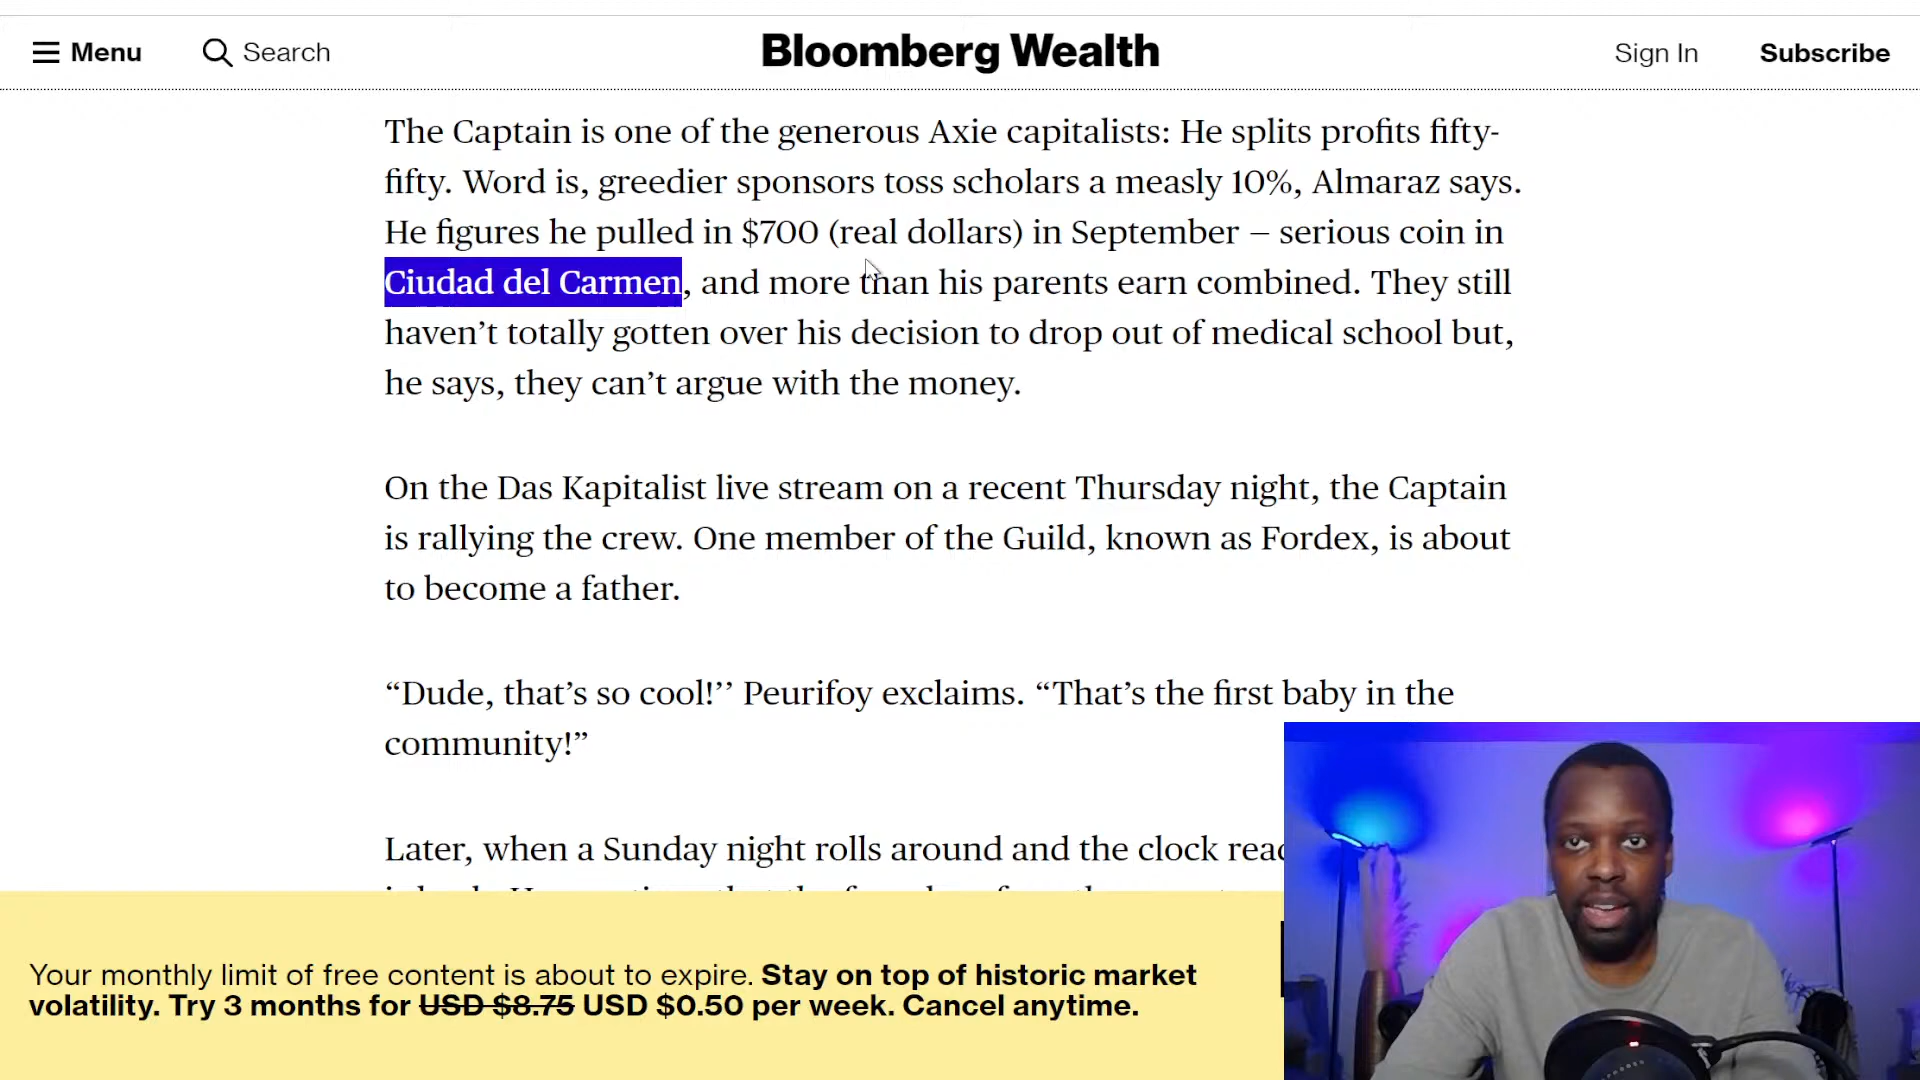 Menu
Search
Bloomberg Wealth
Sign In
Subscribe
The Captain is one of the generous Axie capitalists: He splits profits fifty-
fifty. Word is, greedier sponsors toss scholars a measly 10%, Almaraz says.
He figures he pulled in $700 (real dollars) in September – serious coin in
Ciudad del Carmen, and more than his parents earn combined. They still
haven’t totally gotten over his decision to drop out of medical school but,
he says, they can’t argue with the money.
On the Das Kapitalist live stream on a recent Thursday night, the Captain
is rallying the crew. One member of the Guild, known as Fordex, is about
to become a father.
“Dude, that’s so cool!’’ Peurifoy exclaims. “That’s the first baby in the
community!”
Later, when a Sunday night rolls around and the clock
Your monthly limit of free content is about to expire. Stay on top of historic market
volatility. Try 3 months for USD $8.75 USD $0.50 per week. Cancel anytime.